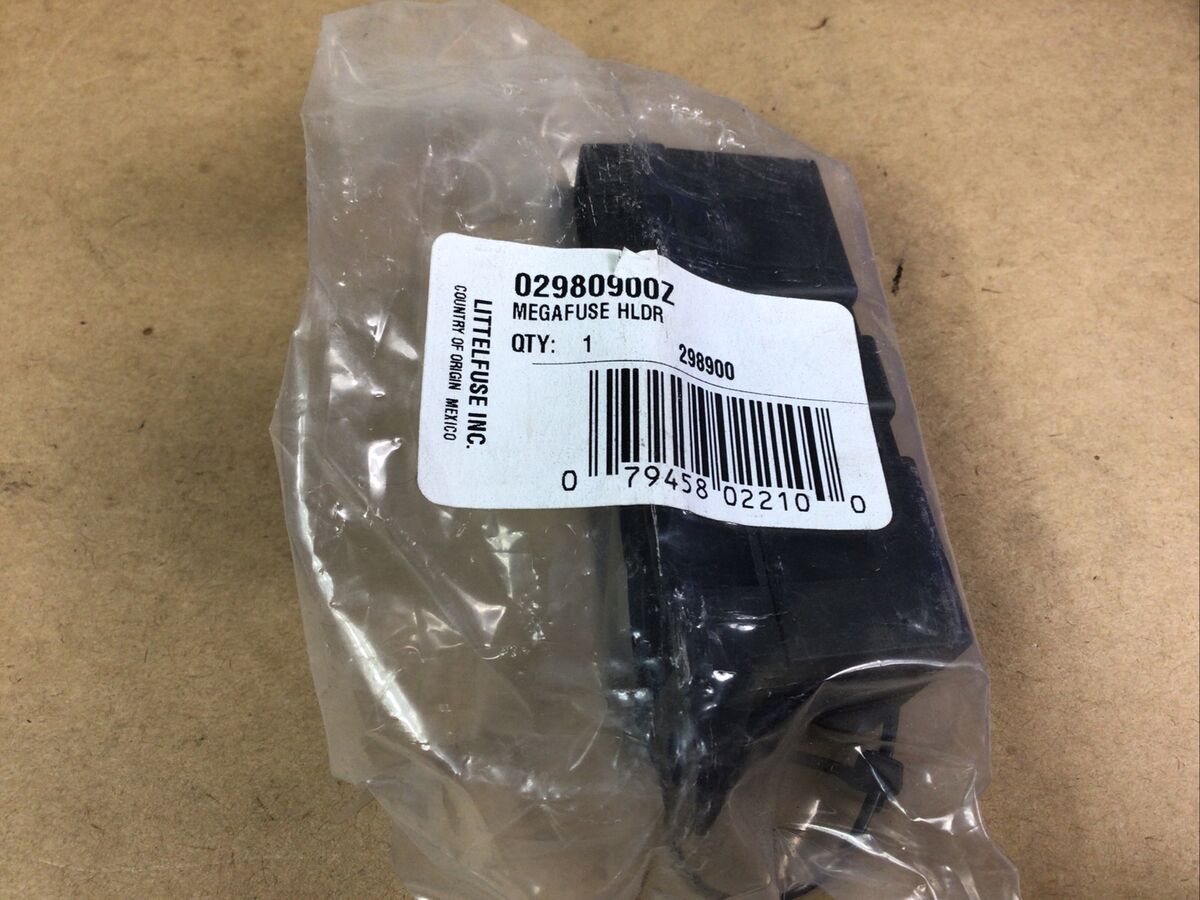 02980900Z
MEGAFUSE HLDR
QTY: 1
298900
LITTELFUSE INC.
COUNTRY OF ORIGIN MEXICO
0 79458 02210 0